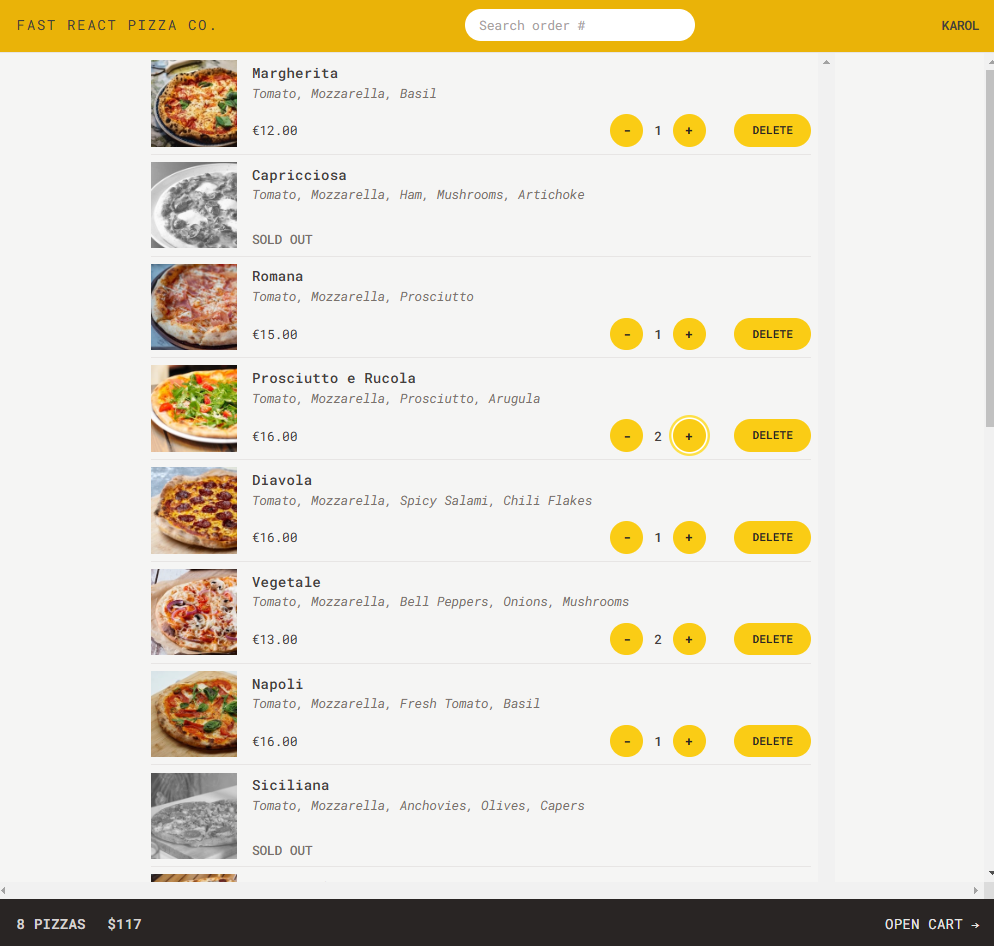 FAST REACT PIZZA CO.
Search order #
KAROL
Margherita
Tomato, Mozzarella, Basil
€12.00 - 1 + DELETE
Capricciosa
Tomato, Mozzarella, Ham, Mushrooms, Artichoke
SOLD OUT
Romana
Tomato, Mozzarella, Prosciutto
€15.00 - 1 + DELETE
Prosciutto e Rucola
Tomato, Mozzarella, Prosciutto, Arugula
€16.00 - 2 + DELETE
Diavola
Tomato, Mozzarella, Spicy Salami, Chili Flakes
€16.00 - 1 + DELETE
Vegetale
Tomato, Mozzarella, Bell Peppers, Onions, Mushrooms
€13.00 - 2 + DELETE
Napoli
Tomato, Mozzarella, Fresh Tomato, Basil
€16.00 - 1 + DELETE
Siciliana
Tomato, Mozzarella, Anchovies, Olives, Capers
SOLD OUT
8 PIZZAS $117
OPEN CART →